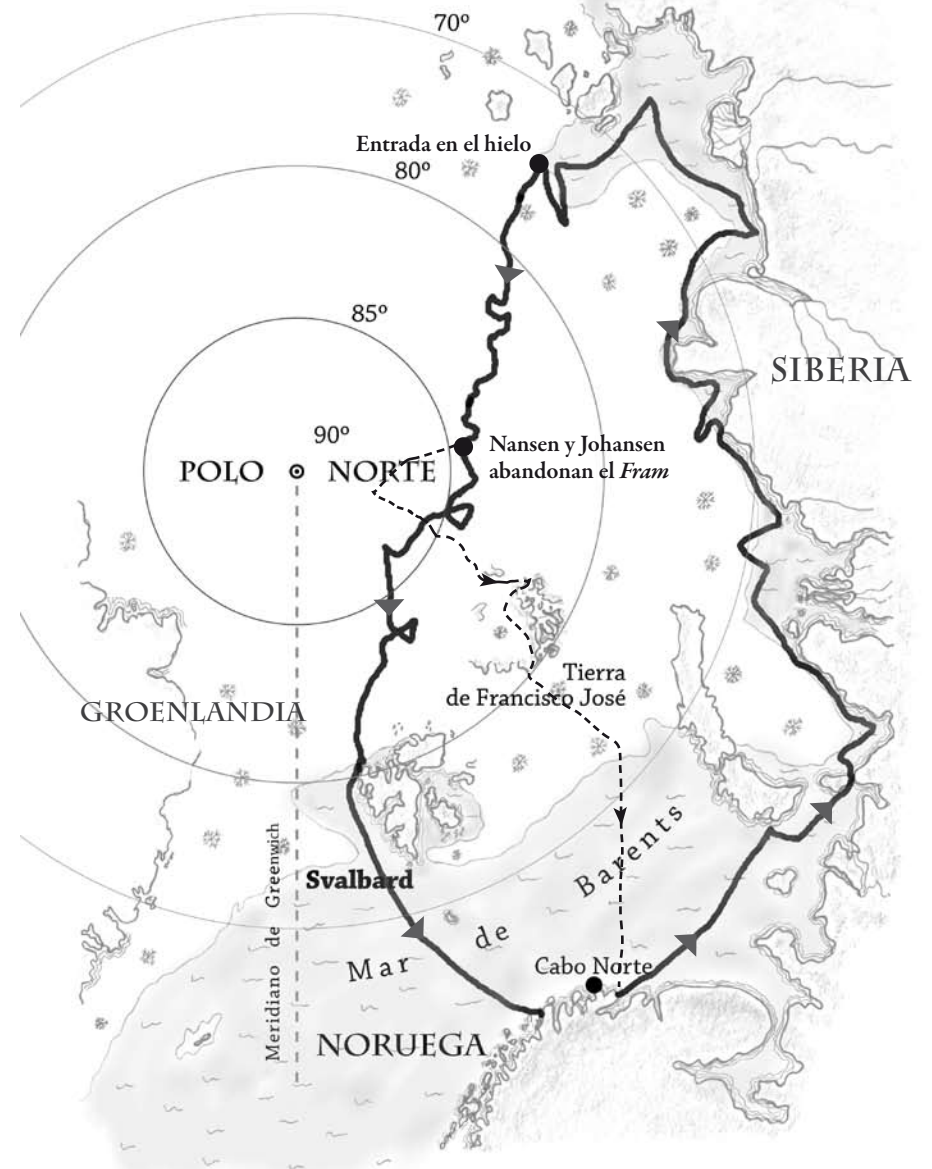 70º
Entrada en el hielo
80º
85º
SIBERIA
90º
Nansen y Johansen
abandonan el Fram
POLO NORTE
Tierra
de Francisco José
GROENLANDIA
Meridiano de Greenwich
Svalbard
Mar de Barents
Cabo Norte
NORUEGA